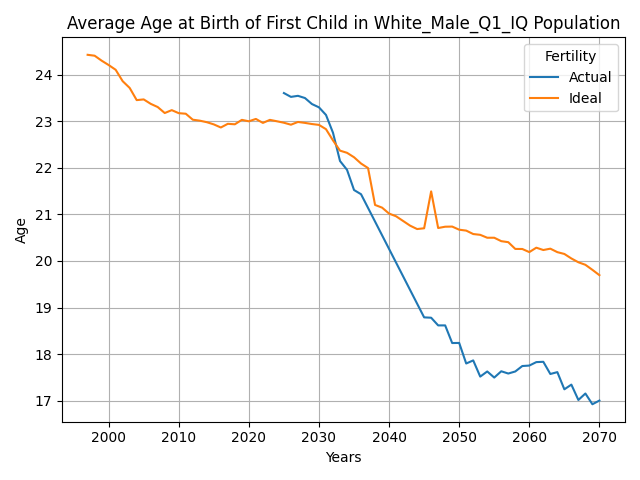 Average Age at Birth of First Child in White_Male_Q1_IQ Population
Fertility
Actual
Ideal
Age
24
23
22
21
20
19
18
17
2000 2010 2020 2030 2040 2050 2060 2070
Years